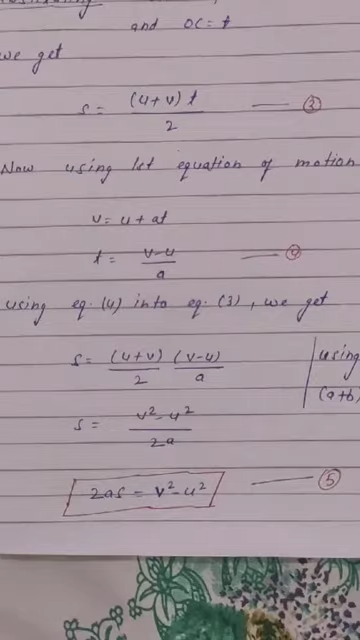 and OC = t
we get
s = (u+v) t / 2 —— (3)
Now using 1st equation of motion
v = u + at
t = v-u / a —— (4)
using eq. (4) into eq. (3), we get
s = (u+v) / 2 (v-u) / a | using
(a+b)
s = v² - u² / 2a
2as = v² - u² —— (5)